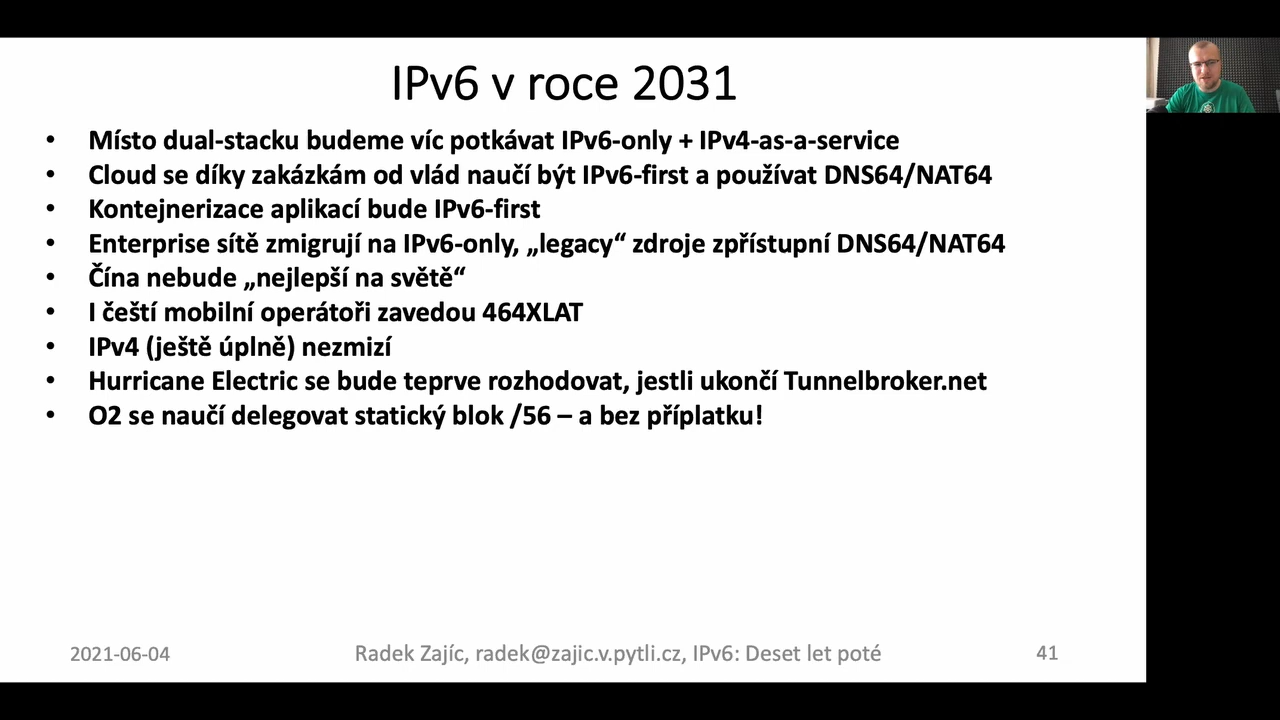 IPv6 v roce 2031
• Místo dual-stacku budeme víc potkávat IPv6-only + IPv4-as-a-service
• Cloud se díky zakázkám od vlád naučí být IPv6-first a používat DNS64/NAT64
• Kontejnerizace aplikací bude IPv6-first
• Enterprise sítě zmigrují na IPv6-only, „legacy“ zdroje zpřístupní DNS64/NAT64
• Čína nebude „nejlepší na světě“
• I čeští mobilní operátoři zavedou 464XLAT
• IPv4 (ještě úplně) nezmizí
• Hurricane Electric se bude teprve rozhodovat, jestli ukončí Tunnelbroker.net
• O2 se naučí delegovat statický blok /56 – a bez příplatku!
2021-06-04 Radek Zajíc, radek@zajic.v.pytli.cz, IPv6: Deset let poté 41